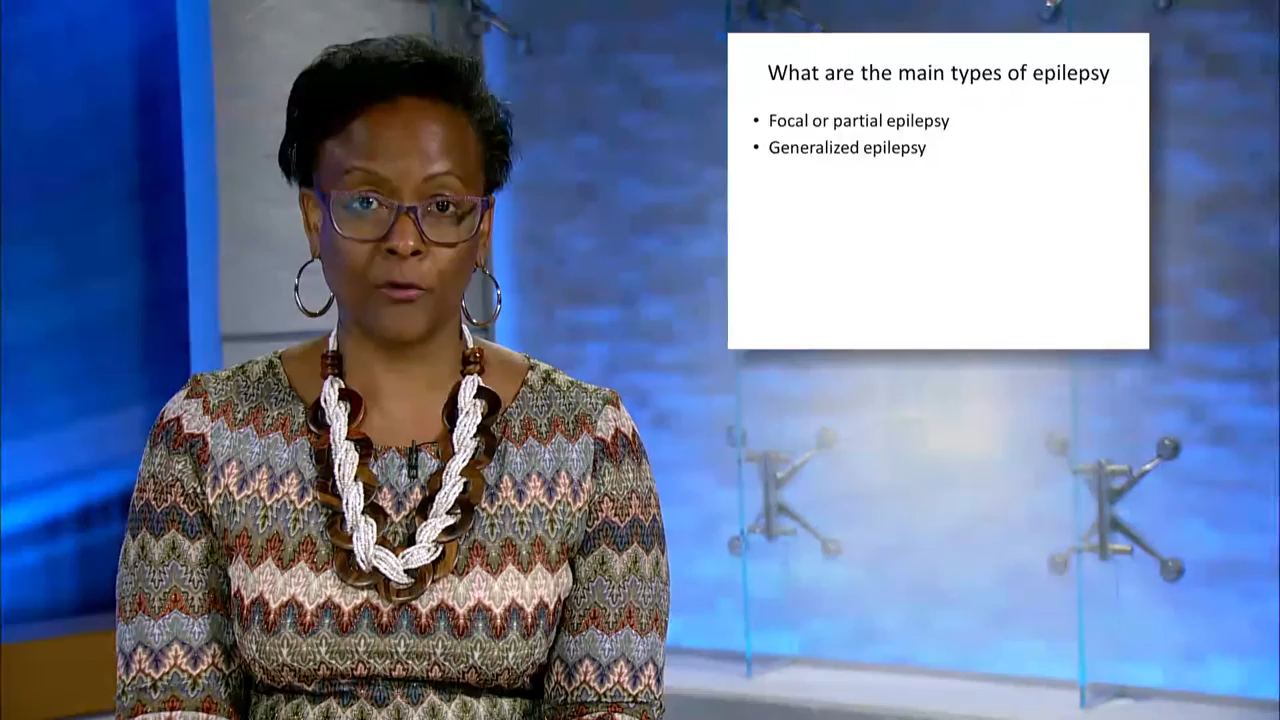 What are the main types of epilepsy
• Focal or partial epilepsy
• Generalized epilepsy